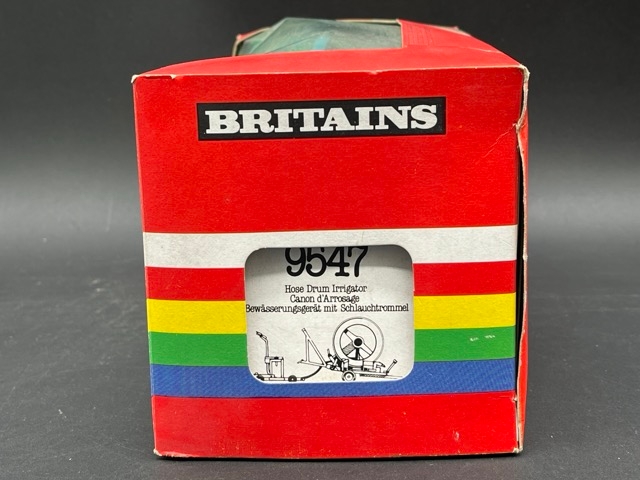 BRITAINS
9547
Hose Drum Irrigator
Canon d'Arrosage
Bewässerungsgerät mit Schlauchtrommel